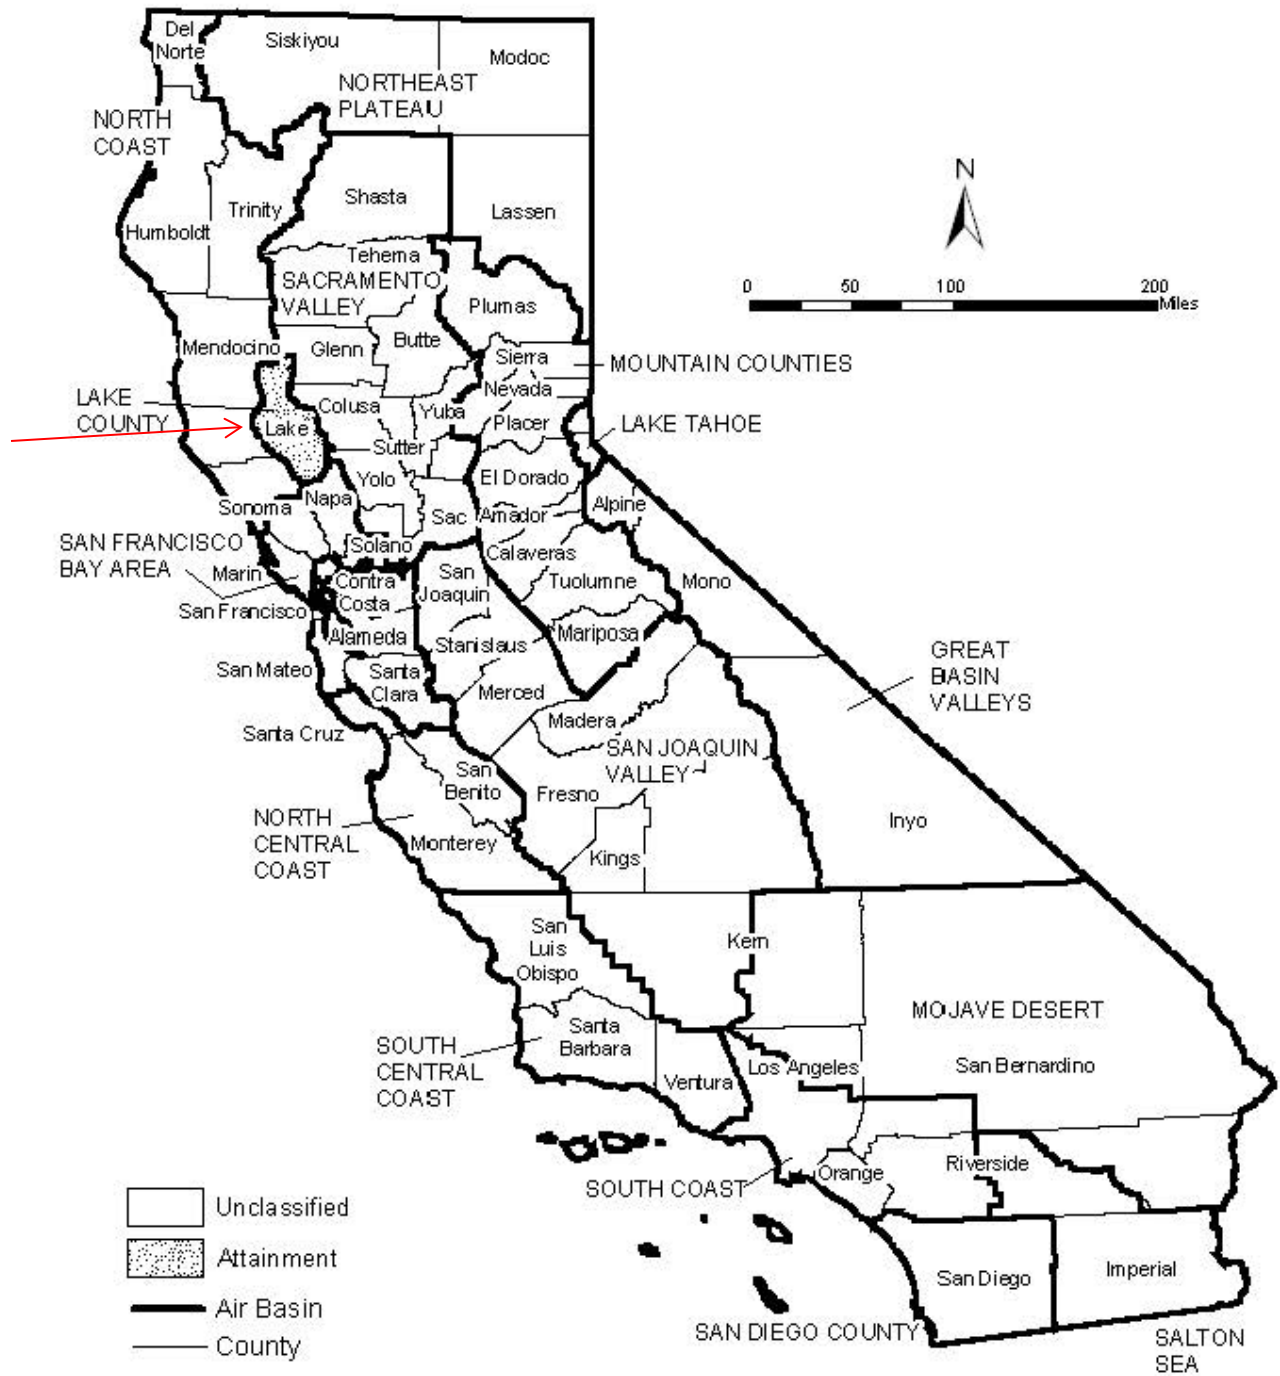 Del
Norte
Siskiyou
Modoc
NORTHEAST
PLATEAU
NORTH
COAST
N
Shasta
Trinity
Lassen
Humboldt
Tehema
SACRAMENTO
VALLEY
Plumas
0
50
100
200
Miles
Mendocino
Glenn
Butte
Sierra
MOUNTAIN COUNTIES
Nevada
LAKE
COUNTY
Colusa
Yuba
Placer
LAKE TAHOE
Lake
Sutter
Yolo
El Dorado
Napa
Sonoma
Sac
Amador
Alpine
SAN FRANCISCO
BAY AREA
Solano
Calaveras
Marin
Contra
Costa
San
Joaquin
Tuolumne
Mono
San Francisco
Alameda
Stanislaus
Mariposa
GREAT
BASIN
VALLEYS
San Mateo
Santa
Clara
Merced
Madera
Santa Cruz
SAN JOAQUIN
VALLEY
San
Benito
Fresno
NORTH
CENTRAL
COAST
Monterey
Kings
Inyo
San
Luis
Obispo
Kern
MOJAVE DESERT
SOUTH
CENTRAL
COAST
Santa
Barbara
Ventura
Los Angeles
San Bernardino
SOUTH COAST
Orange
Riverside
San Diego
Imperial
SAN DIEGO COUNTY
SALTON
SEA
Unclassified
Attainment
Air Basin
County